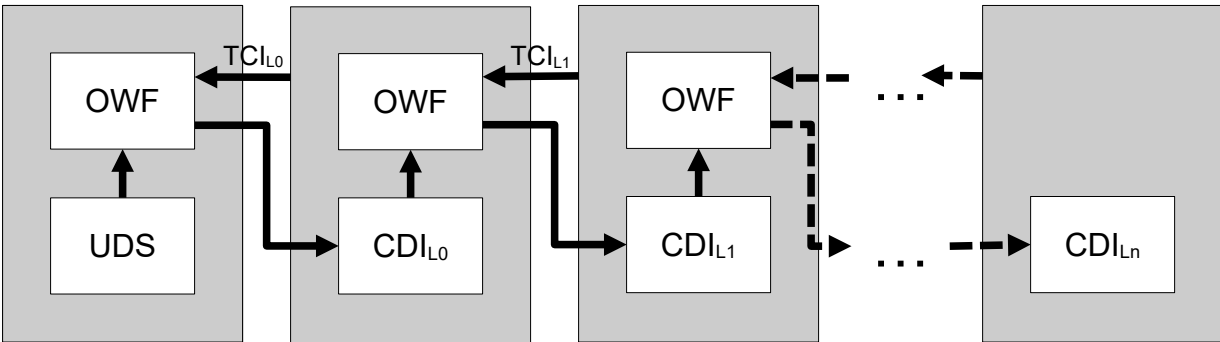 TCIL0
TCIL1
OWF
OWF
OWF
...
UDS
CDIL0
CDIL1
...
CDILn